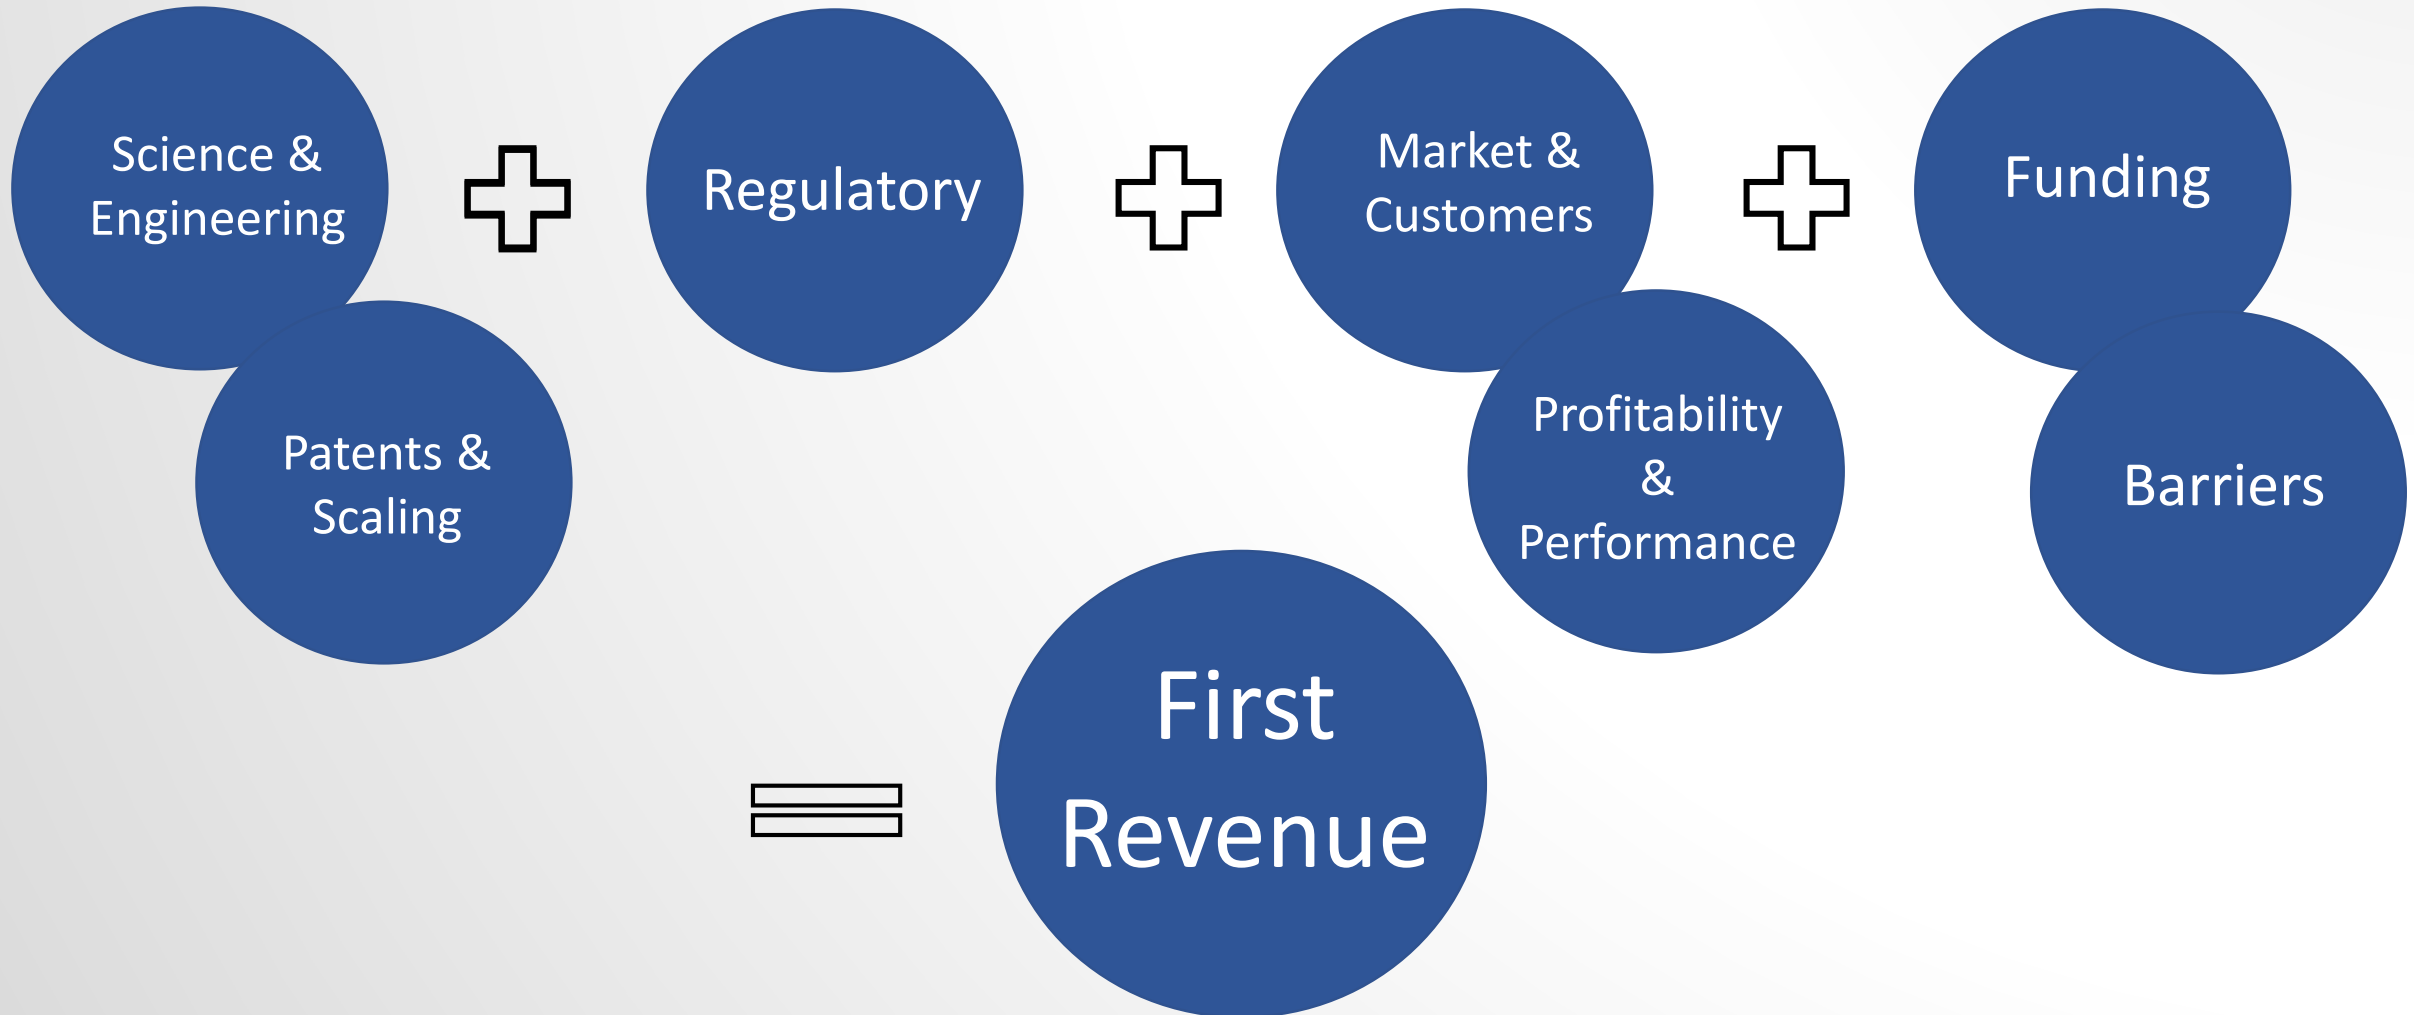 Science &
Engineering
Regulatory
Market &
Customers
Funding
Patents &
Scaling
Profitability
&
Performance
Barriers
First
Revenue